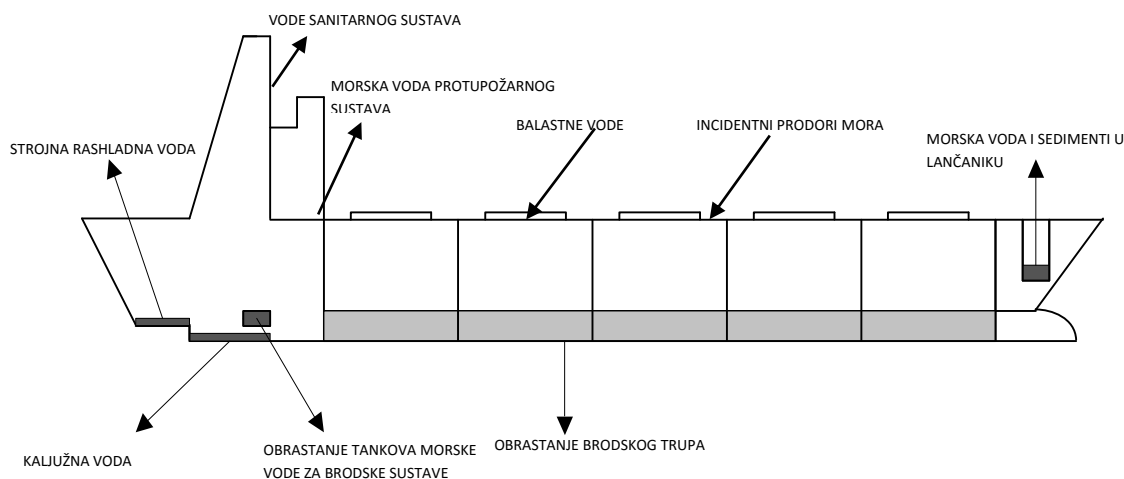 VODE SANITARNOG SUSTAVA
MORSKA VODA PROTUPOŽARNOG
SUSTAVA
BALASTNE VODE
INCIDENTNI PRODORI MORA
MORSKA VODA I SEDIMENTI U
LANČANIKU
STROJNA RASHLADNA VODA
KALJUŽNA VODA
OBRASTANJE TANKOVA MORSKE
VODE ZA BRODSKE SUSTAVE
OBRASTANJE BRODSKOG TRUPA